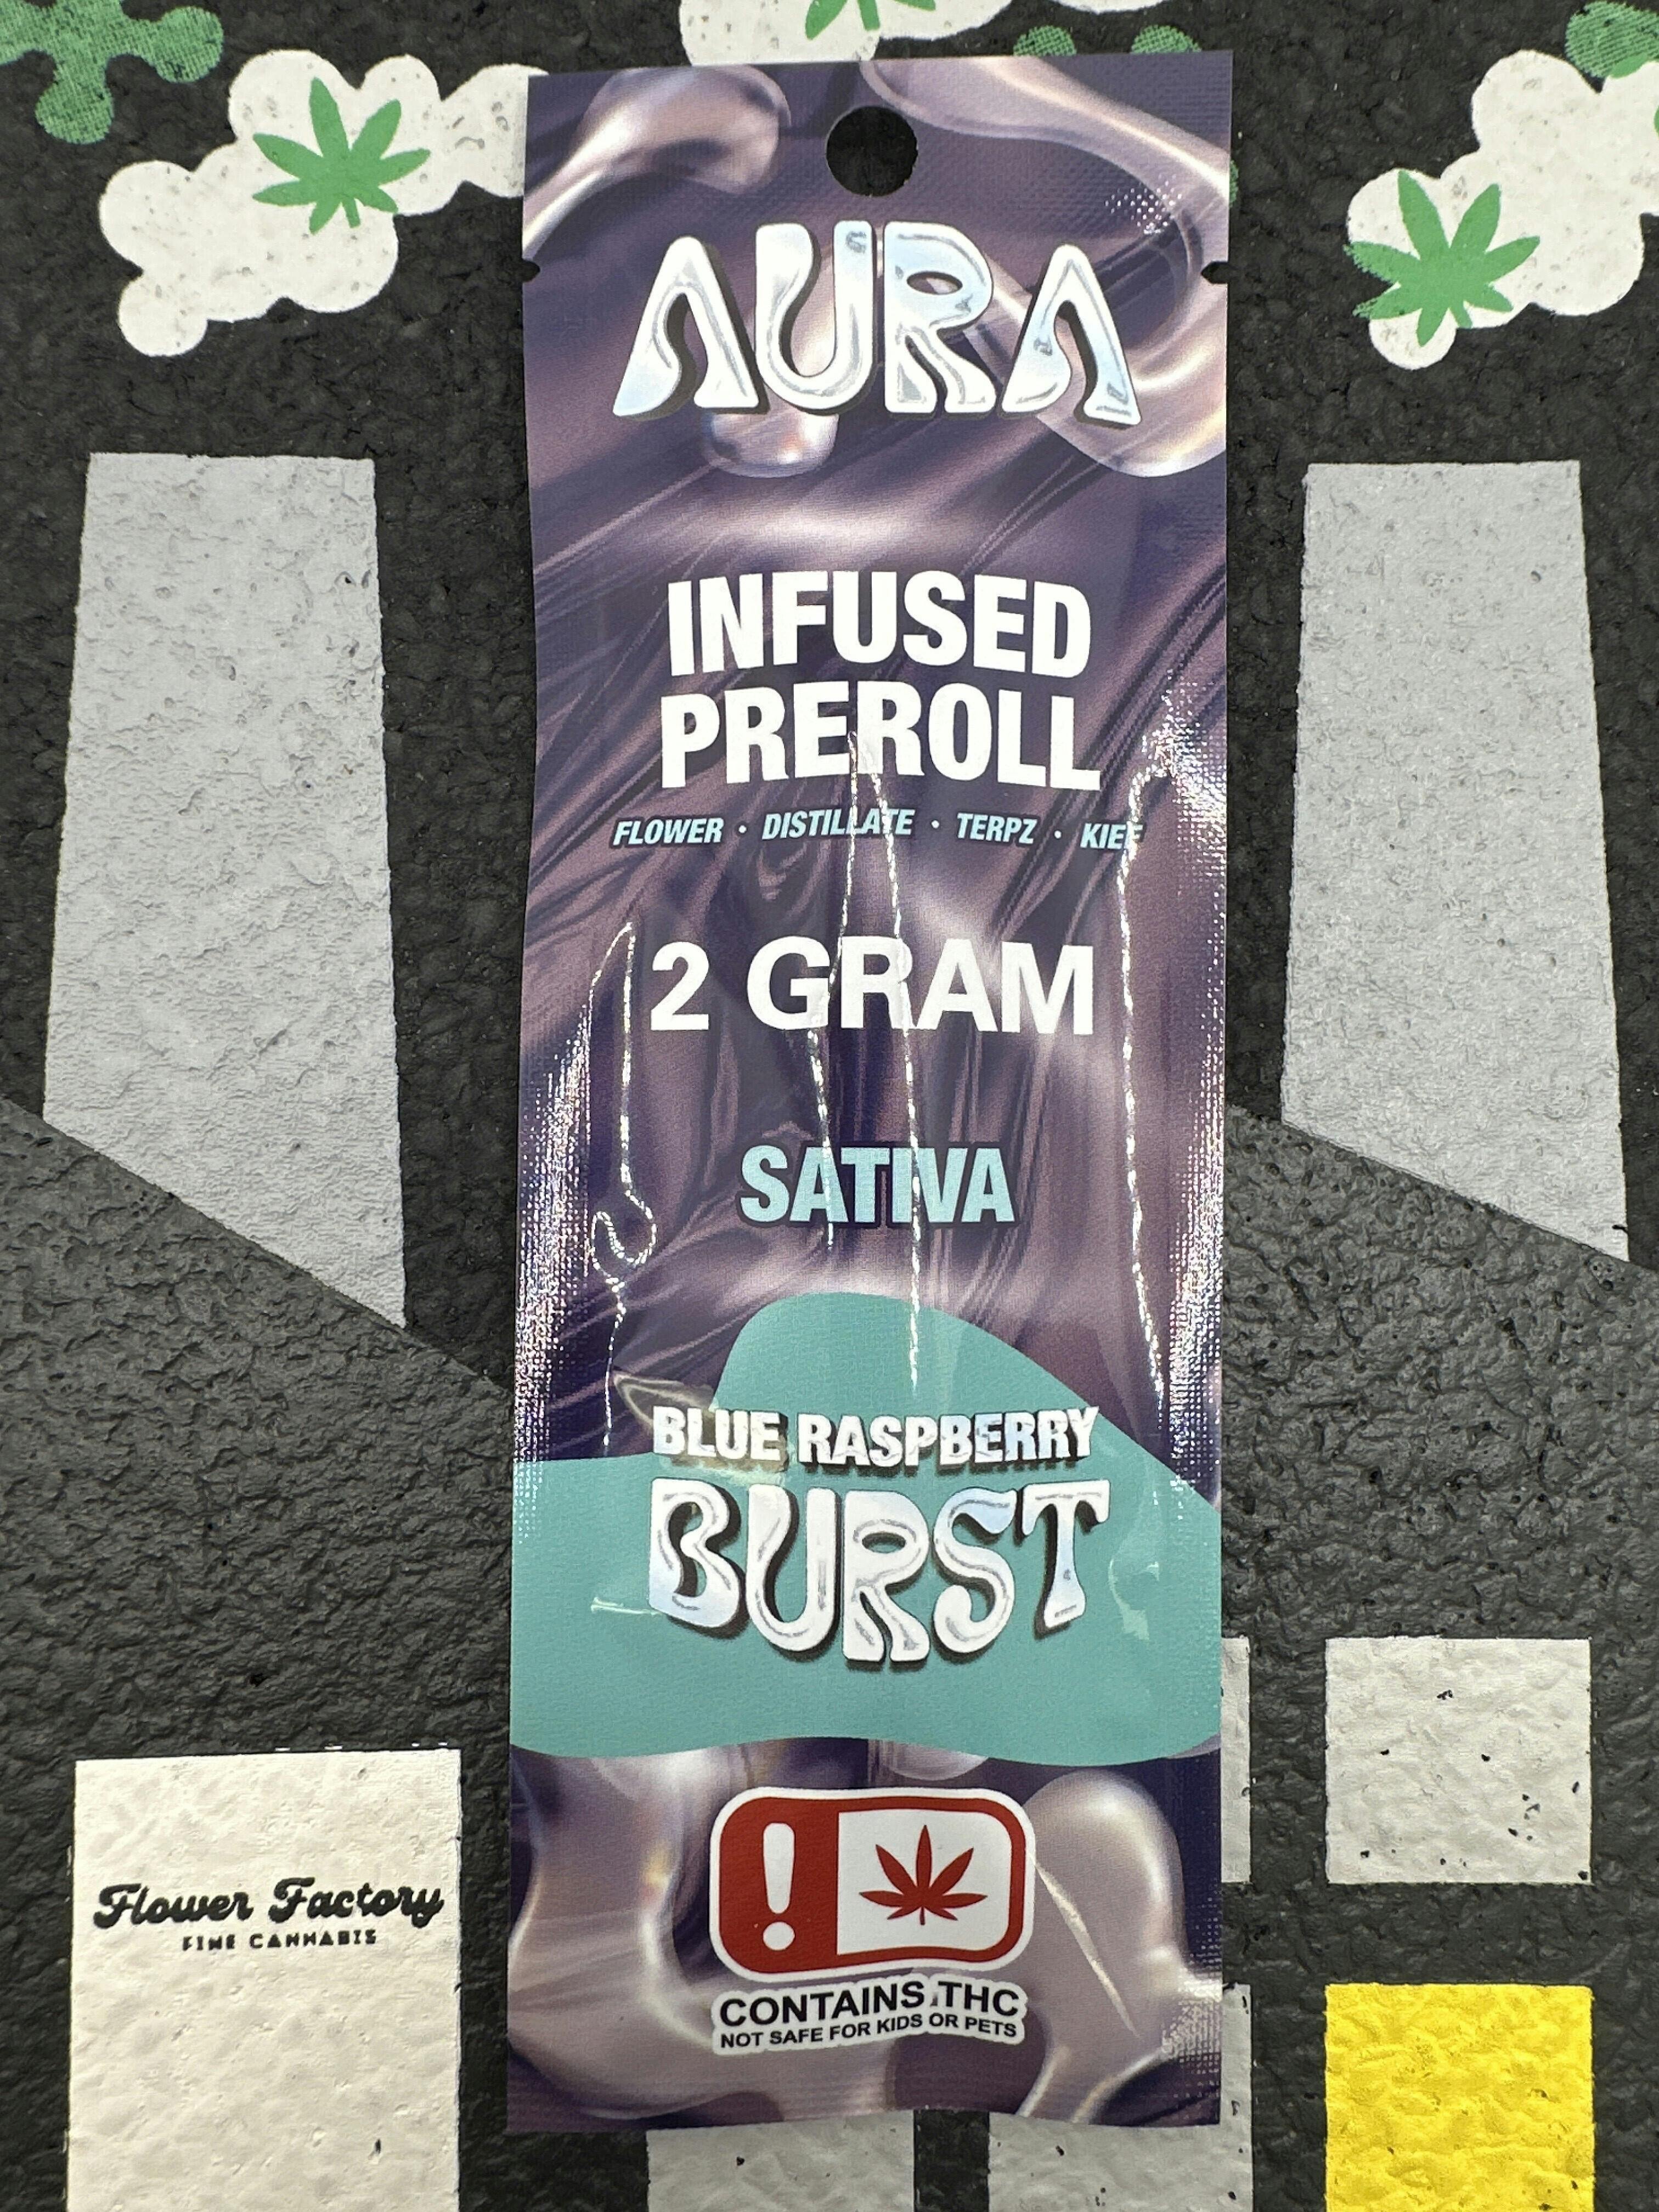 AURA
INFUSED
PREROLL
FLOWER • DISTILLATE • TERPZ • KIEF
2 GRAM
SATIVA
BLUE RASPBERRY
BURST
!
CONTAINS THC
NOT SAFE FOR KIDS OR PETS
Flower Factory
FINE CANNABIS